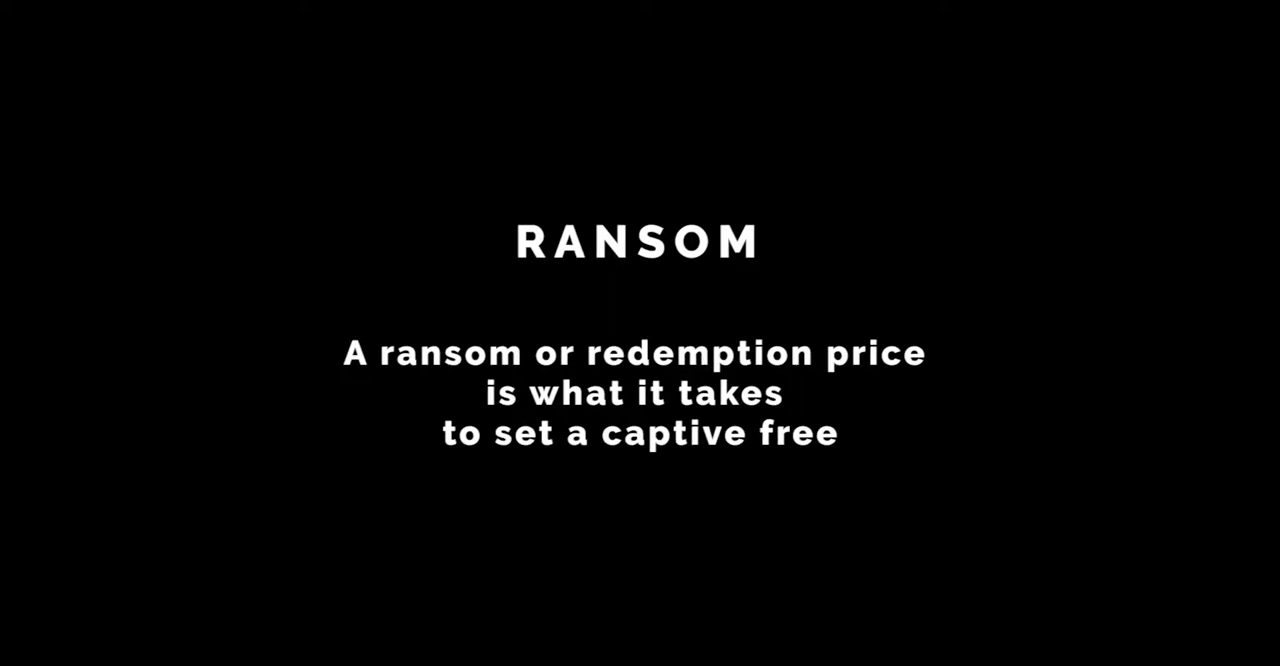 RANSOM
A ransom or redemption price
is what it takes
to set a captive free